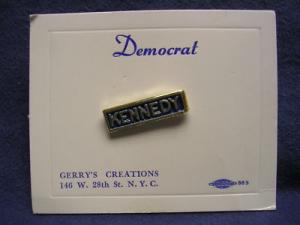 Democrat
KENNEDY
GERRY'S CREATIONS
146 W. 28th St. N.Y.C.